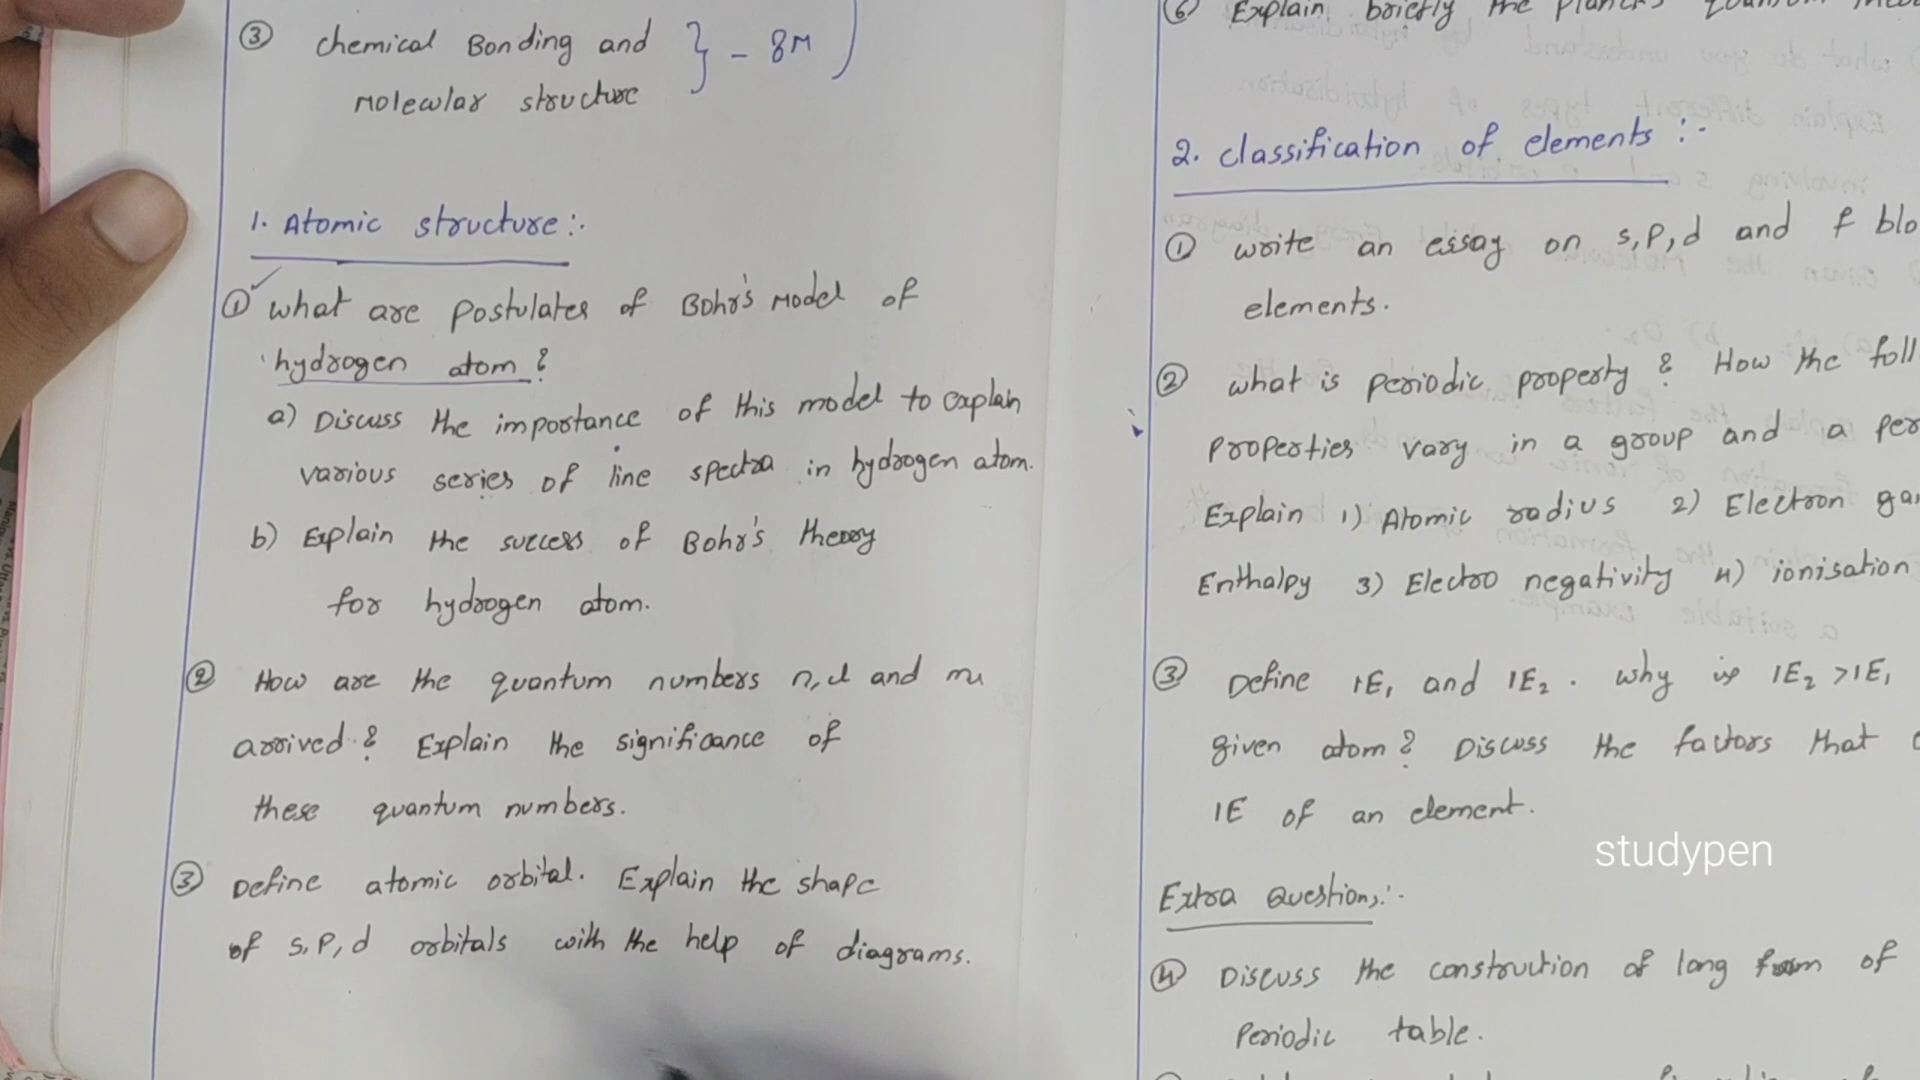 ③ chemical Bonding and } - 8M
molecular structure
1. Atomic structure :-
① what are postulates of Bohr's Model of
hydrogen atom ?
a) Discuss the importance of this model to explain
various series of line spectra in hydrogen atom.
b) Explain the success of Bohr's theory
for hydrogen atom.
② How are the quantum numbers n, l and ml
arrived ? Explain the significance of
these quantum numbers.
③ Define atomic orbital. Explain the shape
of s, p, d orbitals with the help of diagrams.
⑥ Explain briefly the planck's quantum
2. classification of elements :-
① write an essay on s, p, d and f blo
elements.
② what is periodic property ? How the foll
properties vary in a group and a per
Explain 1) Atomic radius 2) Electron gai
Enthalpy 3) Electro negativity 4) ionisation
③ Define IE₁ and IE₂ . why is IE₂ > IE₁
given atom ? Discuss the factors that
IE of an element.
studypen
Extra Questions :-
④ Discuss the construction of long form of
periodic table.